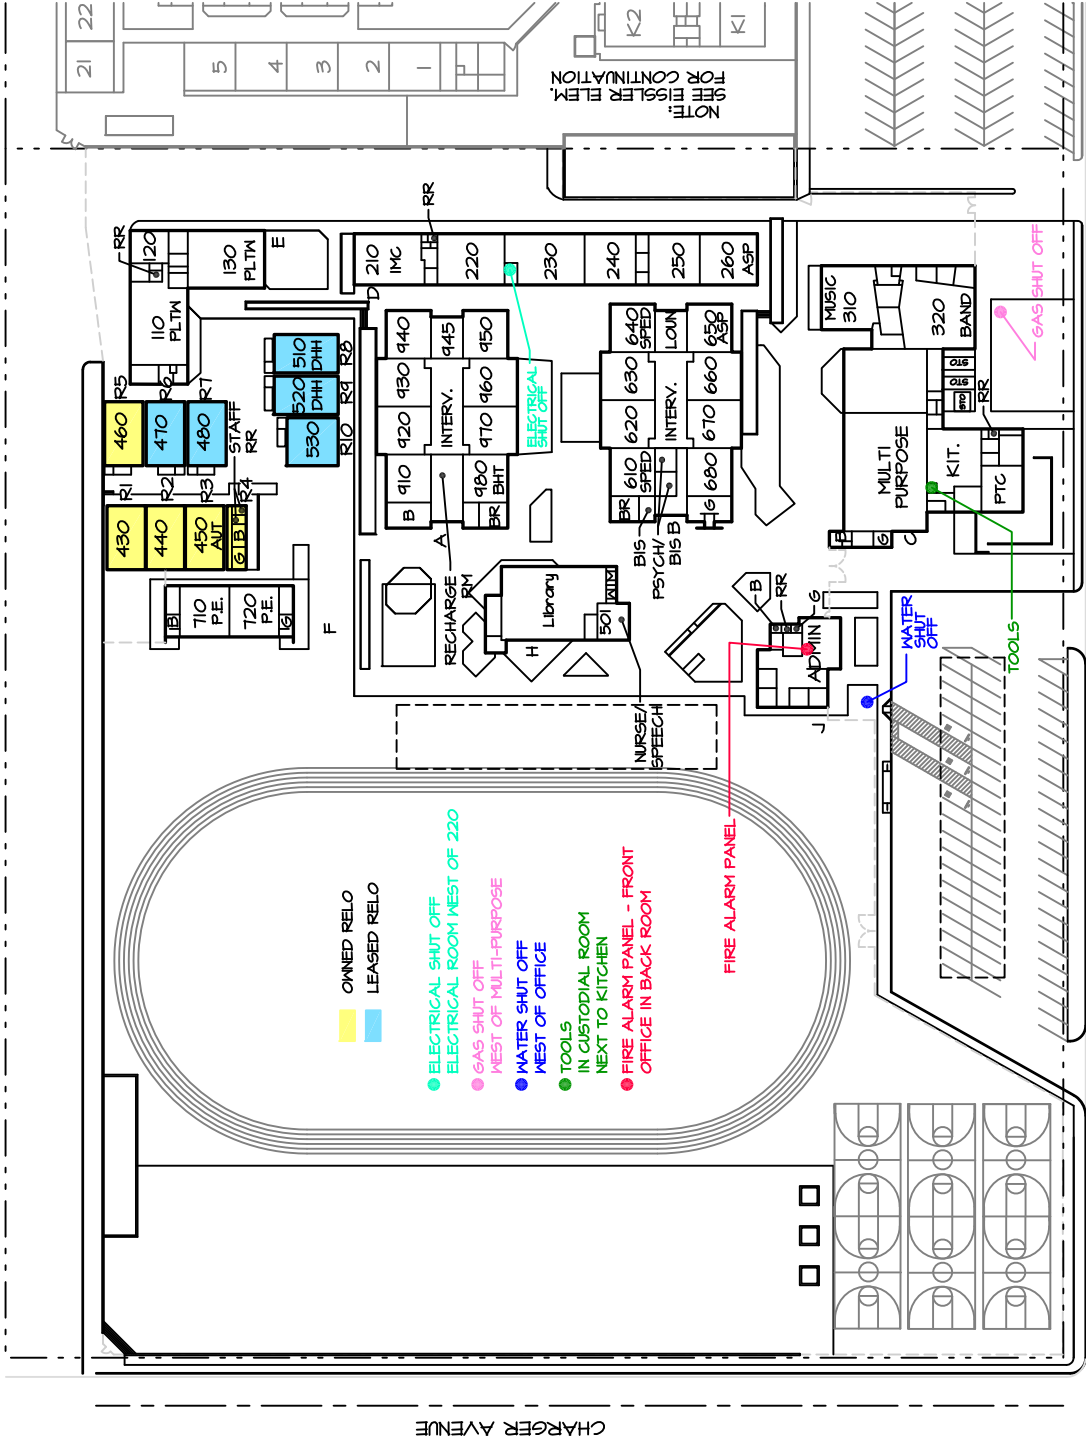 22
21
5
4
3
2
1
K2
K1
NOTE:
SEE EISSLER ELEM.
FOR CONTINUATION
RR
120
130
PLTW
E
110
PLTW
RR
210
IMC
220
230
240
250
260
ASP
D
MUSIC
310
320
BAND
GAS SHUT OFF
R5
460
R6
470
R7
480
STAFF
RR
510
DHH
R8
520
DHH
R9
530
R10
R1
430
R2
440
R3
450
AUT
R4
G
B
710
P.E.
720
P.E.
B
G
F
940
945
950
930
960
920
INTERV.
970
910
980
BHT
B
BR
A
RECHARGE
RM
ELECTRICAL
SHUT OFF
640
SPED
LOUN
650
ASP
630
660
620
INTERV.
670
610
SPED
680
BR
G
BIS
PSYCH/
BIS B
B
MULTI
PURPOSE
STO
STO
STO
RR
KIT.
PTC
G
C
Library
WIM
501
H
NURSE/
SPEECH
B
RR
G
ADMIN
J
WATER
SHUT
OFF
TOOLS
FIRE ALARM PANEL
OWNED RELO
LEASED RELO
ELECTRICAL SHUT OFF
ELECTRICAL ROOM WEST OF 220
GAS SHUT OFF
WEST OF MULTI-PURPOSE
WATER SHUT OFF
WEST OF OFFICE
TOOLS
IN CUSTODIAL ROOM
NEXT TO KITCHEN
FIRE ALARM PANEL - FRONT
OFFICE IN BACK ROOM
CHARGER AVENUE